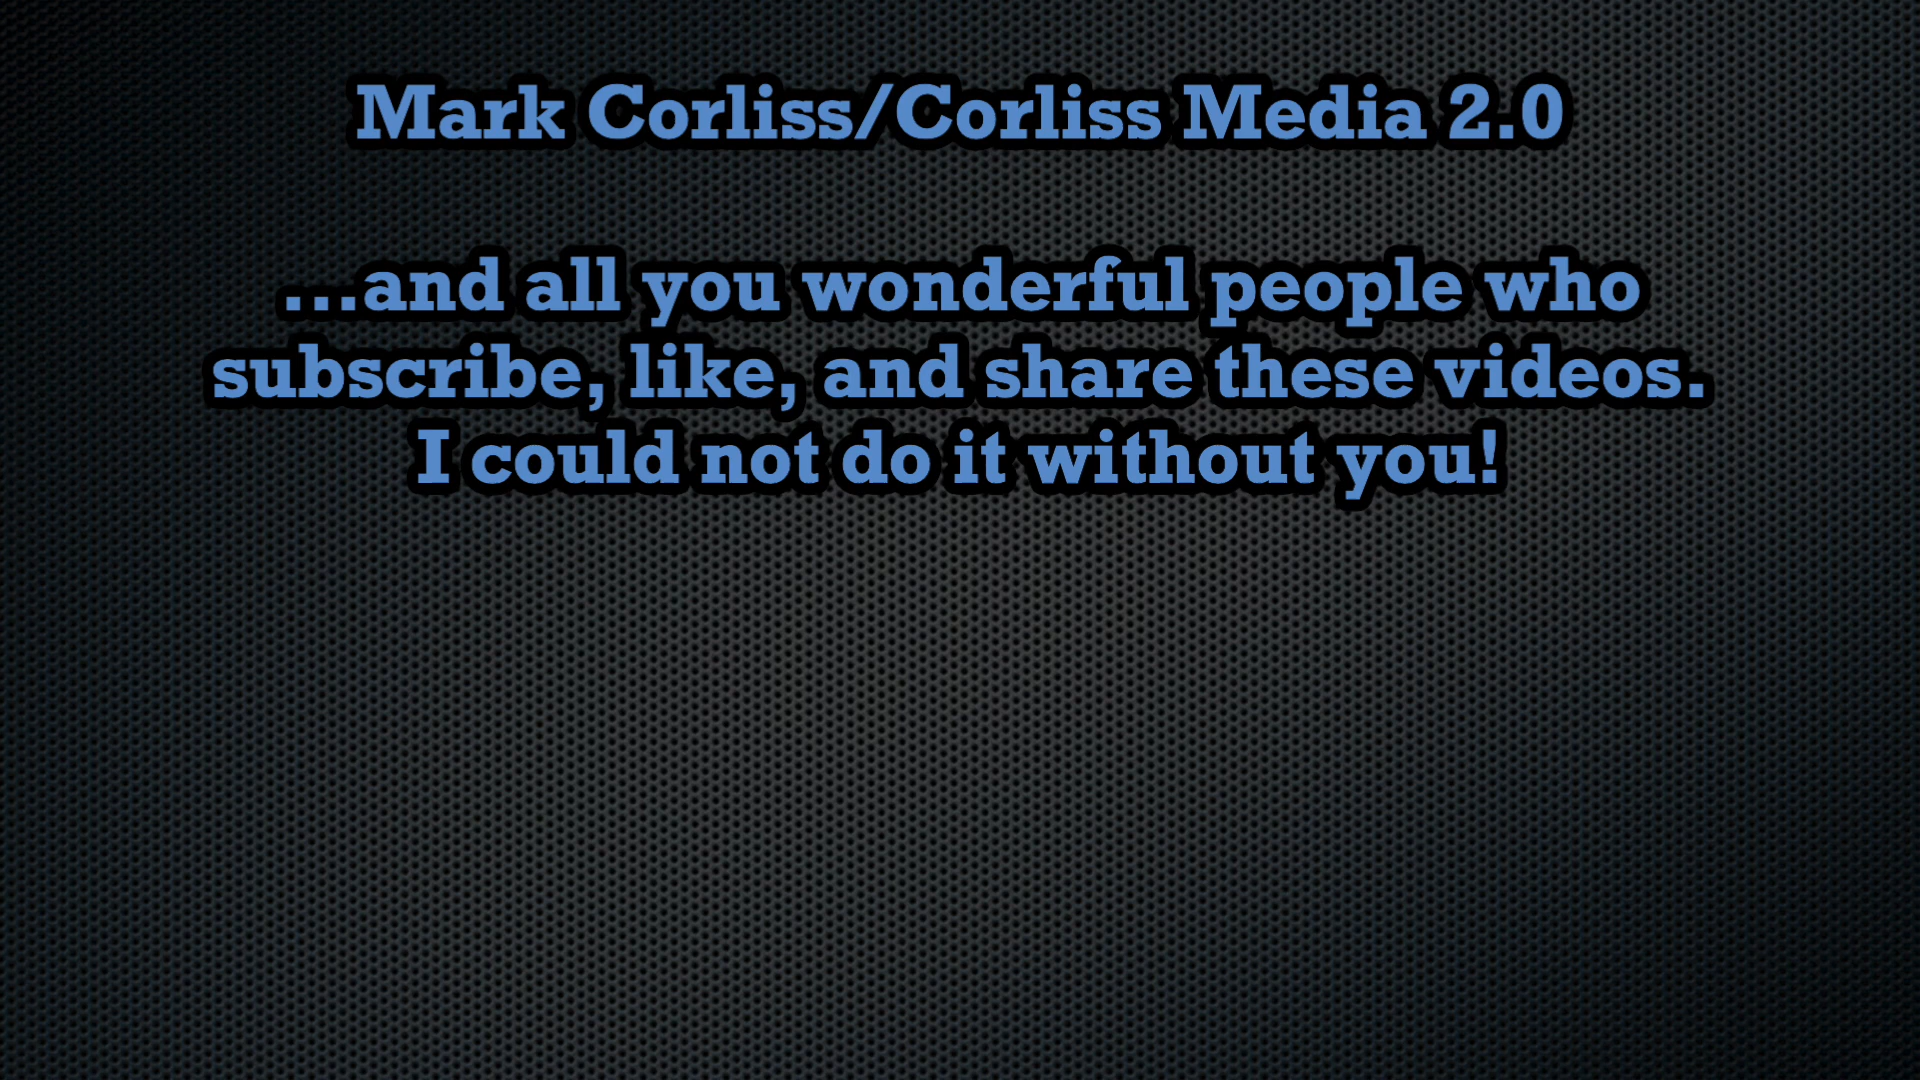 Mark Corliss/Corliss Media 2.0
...and all you wonderful people who
subscribe, like, and share these videos.
I could not do it without you!